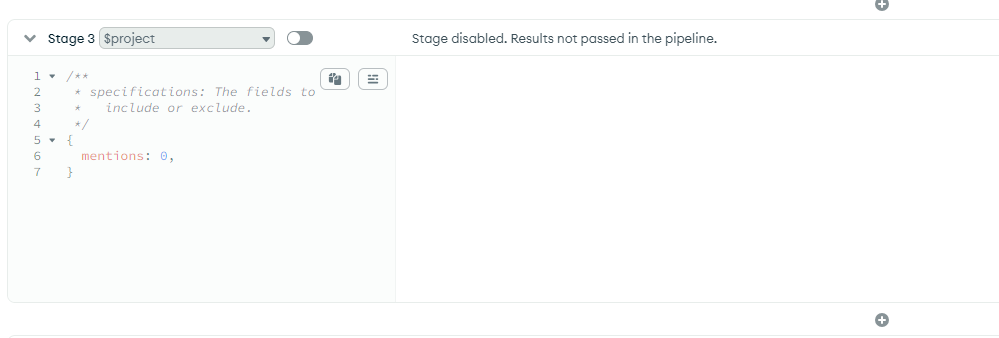 Stage 3 $project
Stage disabled. Results not passed in the pipeline.
1 /**
2 * specifications: The fields to
3 *   include or exclude.
4 */
5 {
6   mentions: 0,
7 }